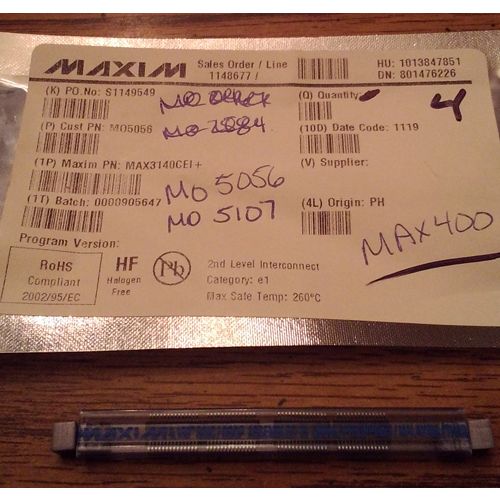 MAXIM Sales Order / Line HU: 1013847851
1148677 / DN: 801476226
(K) PO.No: S1149549 (Q) Quantity: 4
(P) Cust PN: MO5056 (10D) Date Code: 1119
(1P) Maxim PN: MAX3140CEI+ (V) Supplier:
MO 5056
(1T) Batch: 0000905647 (4L) Origin: PH
MO 5107
MAX400
Program Version:
RoHS
Compliant
2002/95/EC
HF
Halogen
Free
Pb
2nd Level Interconnect
Category: e1
Max Safe Temp: 260°C
MAXIM